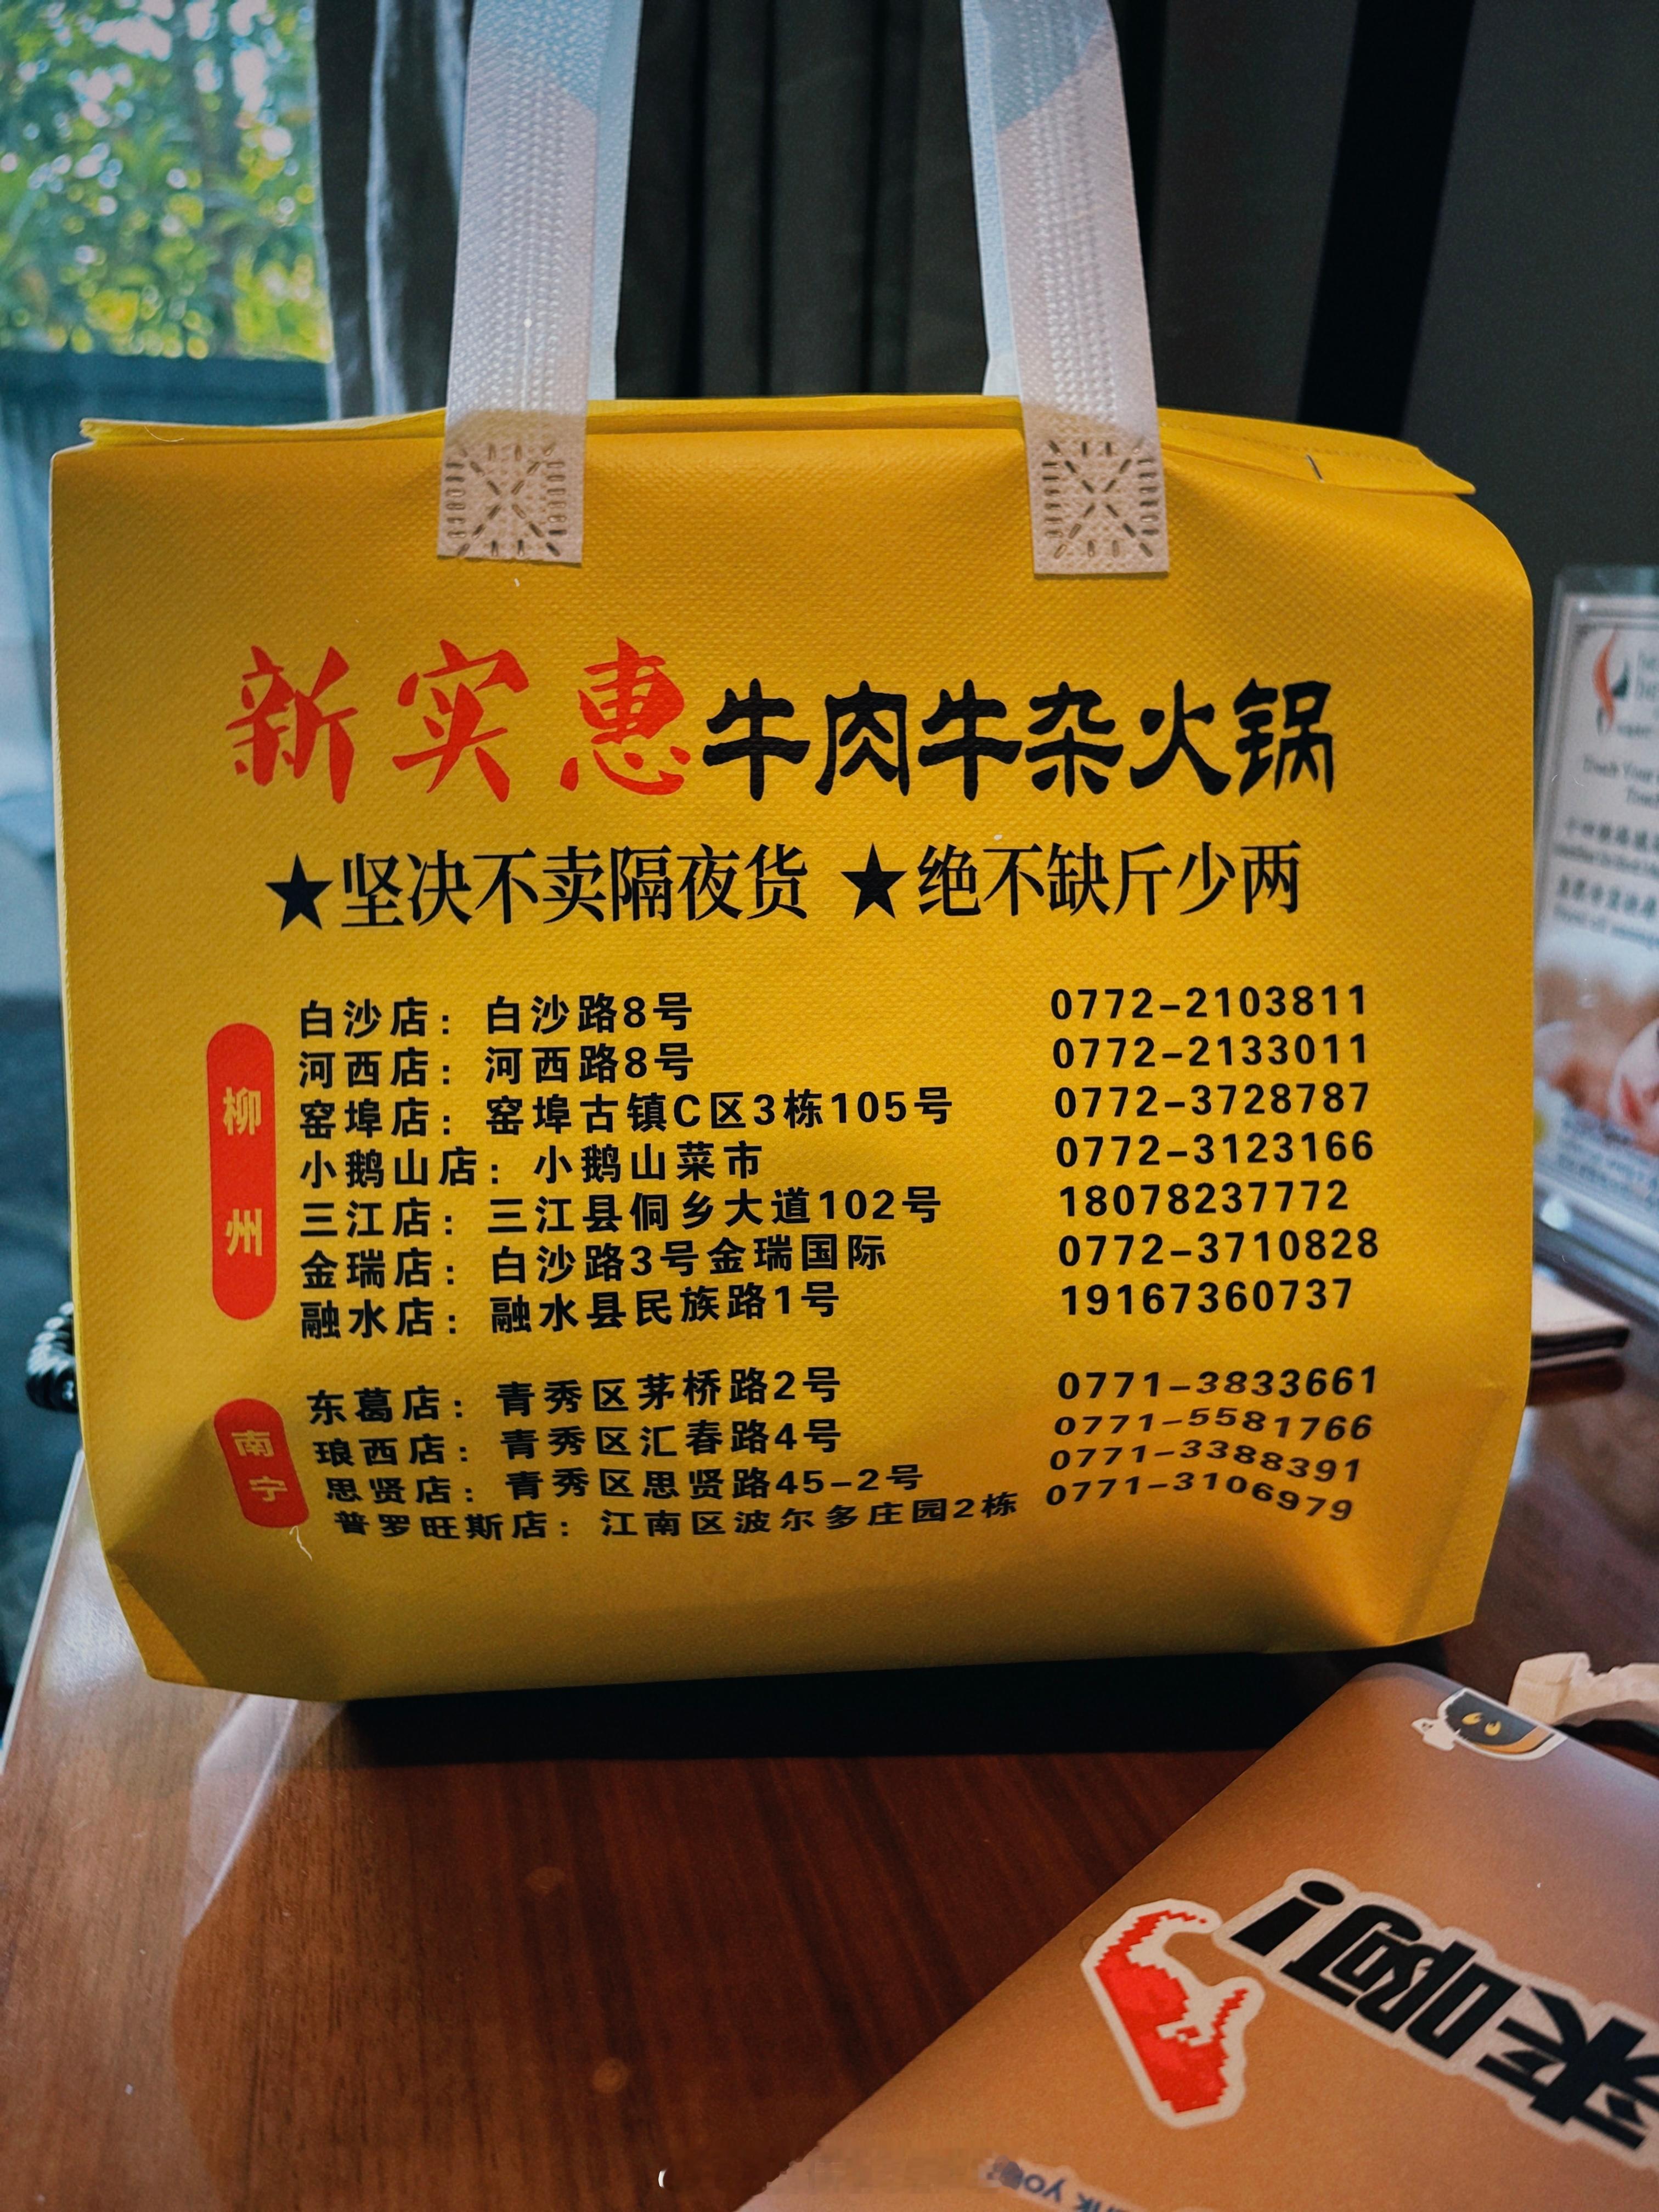 新实惠牛肉牛杂火锅
★坚决不卖隔夜货 ★绝不缺斤少两
柳州
白沙店：白沙路8号 0772-2103811
河西店：河西路8号 0772-2133011
窑埠店：窑埠古镇C区3栋105号 0772-3728787
小鹅山店：小鹅山菜市 0772-3123166
三江店：三江县侗乡大道102号 18078237772
金瑞店：白沙路3号金瑞国际 0772-3710828
融水店：融水县民族路1号 19167360737
南宁
东葛店：青秀区茅桥路2号 0771-3833661
琅西店：青秀区汇春路4号 0771-5581766
思贤店：青秀区思贤路45-2号 0771-3388391
普罗旺斯店：江南区波尔多庄园2栋 0771-3106979
来啊!